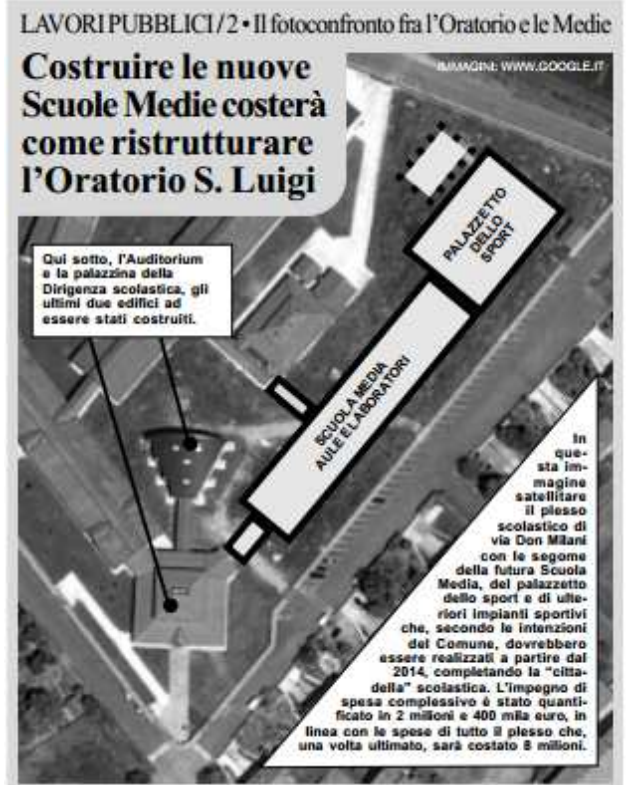 LAVORI PUBBLICI/2 • Il fotoconfronto fra l'Oratorio e le Medie
Costruire le nuove
Scuole Medie costerà
come ristrutturare
l'Oratorio S. Luigi
IMMAGINI: WWW.GOOGLE.IT
PALAZZETTO
DELLO
SPORT
Qui sotto, l'Auditorium
e la palazzina della
Dirigenza scolastica, gli
ultimi due edifici ad
essere stati costruiti.
SCUOLA MEDIA
AULE E LABORATORI
In
que-
sta im-
magine
satellitare
il plesso
scolastico di
via Don Milani
con le segome
della futura Scuola
Media, del palazzetto
dello sport e di ulte-
riori impianti sportivi
che, secondo le intenzioni
del Comune, dovrebbero
essere realizzati a partire dal
2014, completando la "citta-
della" scolastica. L'impegno di
spesa complessivo è stato quanti-
ficato in 2 milioni e 400 mila euro, in
linea con le spese di tutto il plesso che,
una volta ultimato, sarà costato 8 milioni.